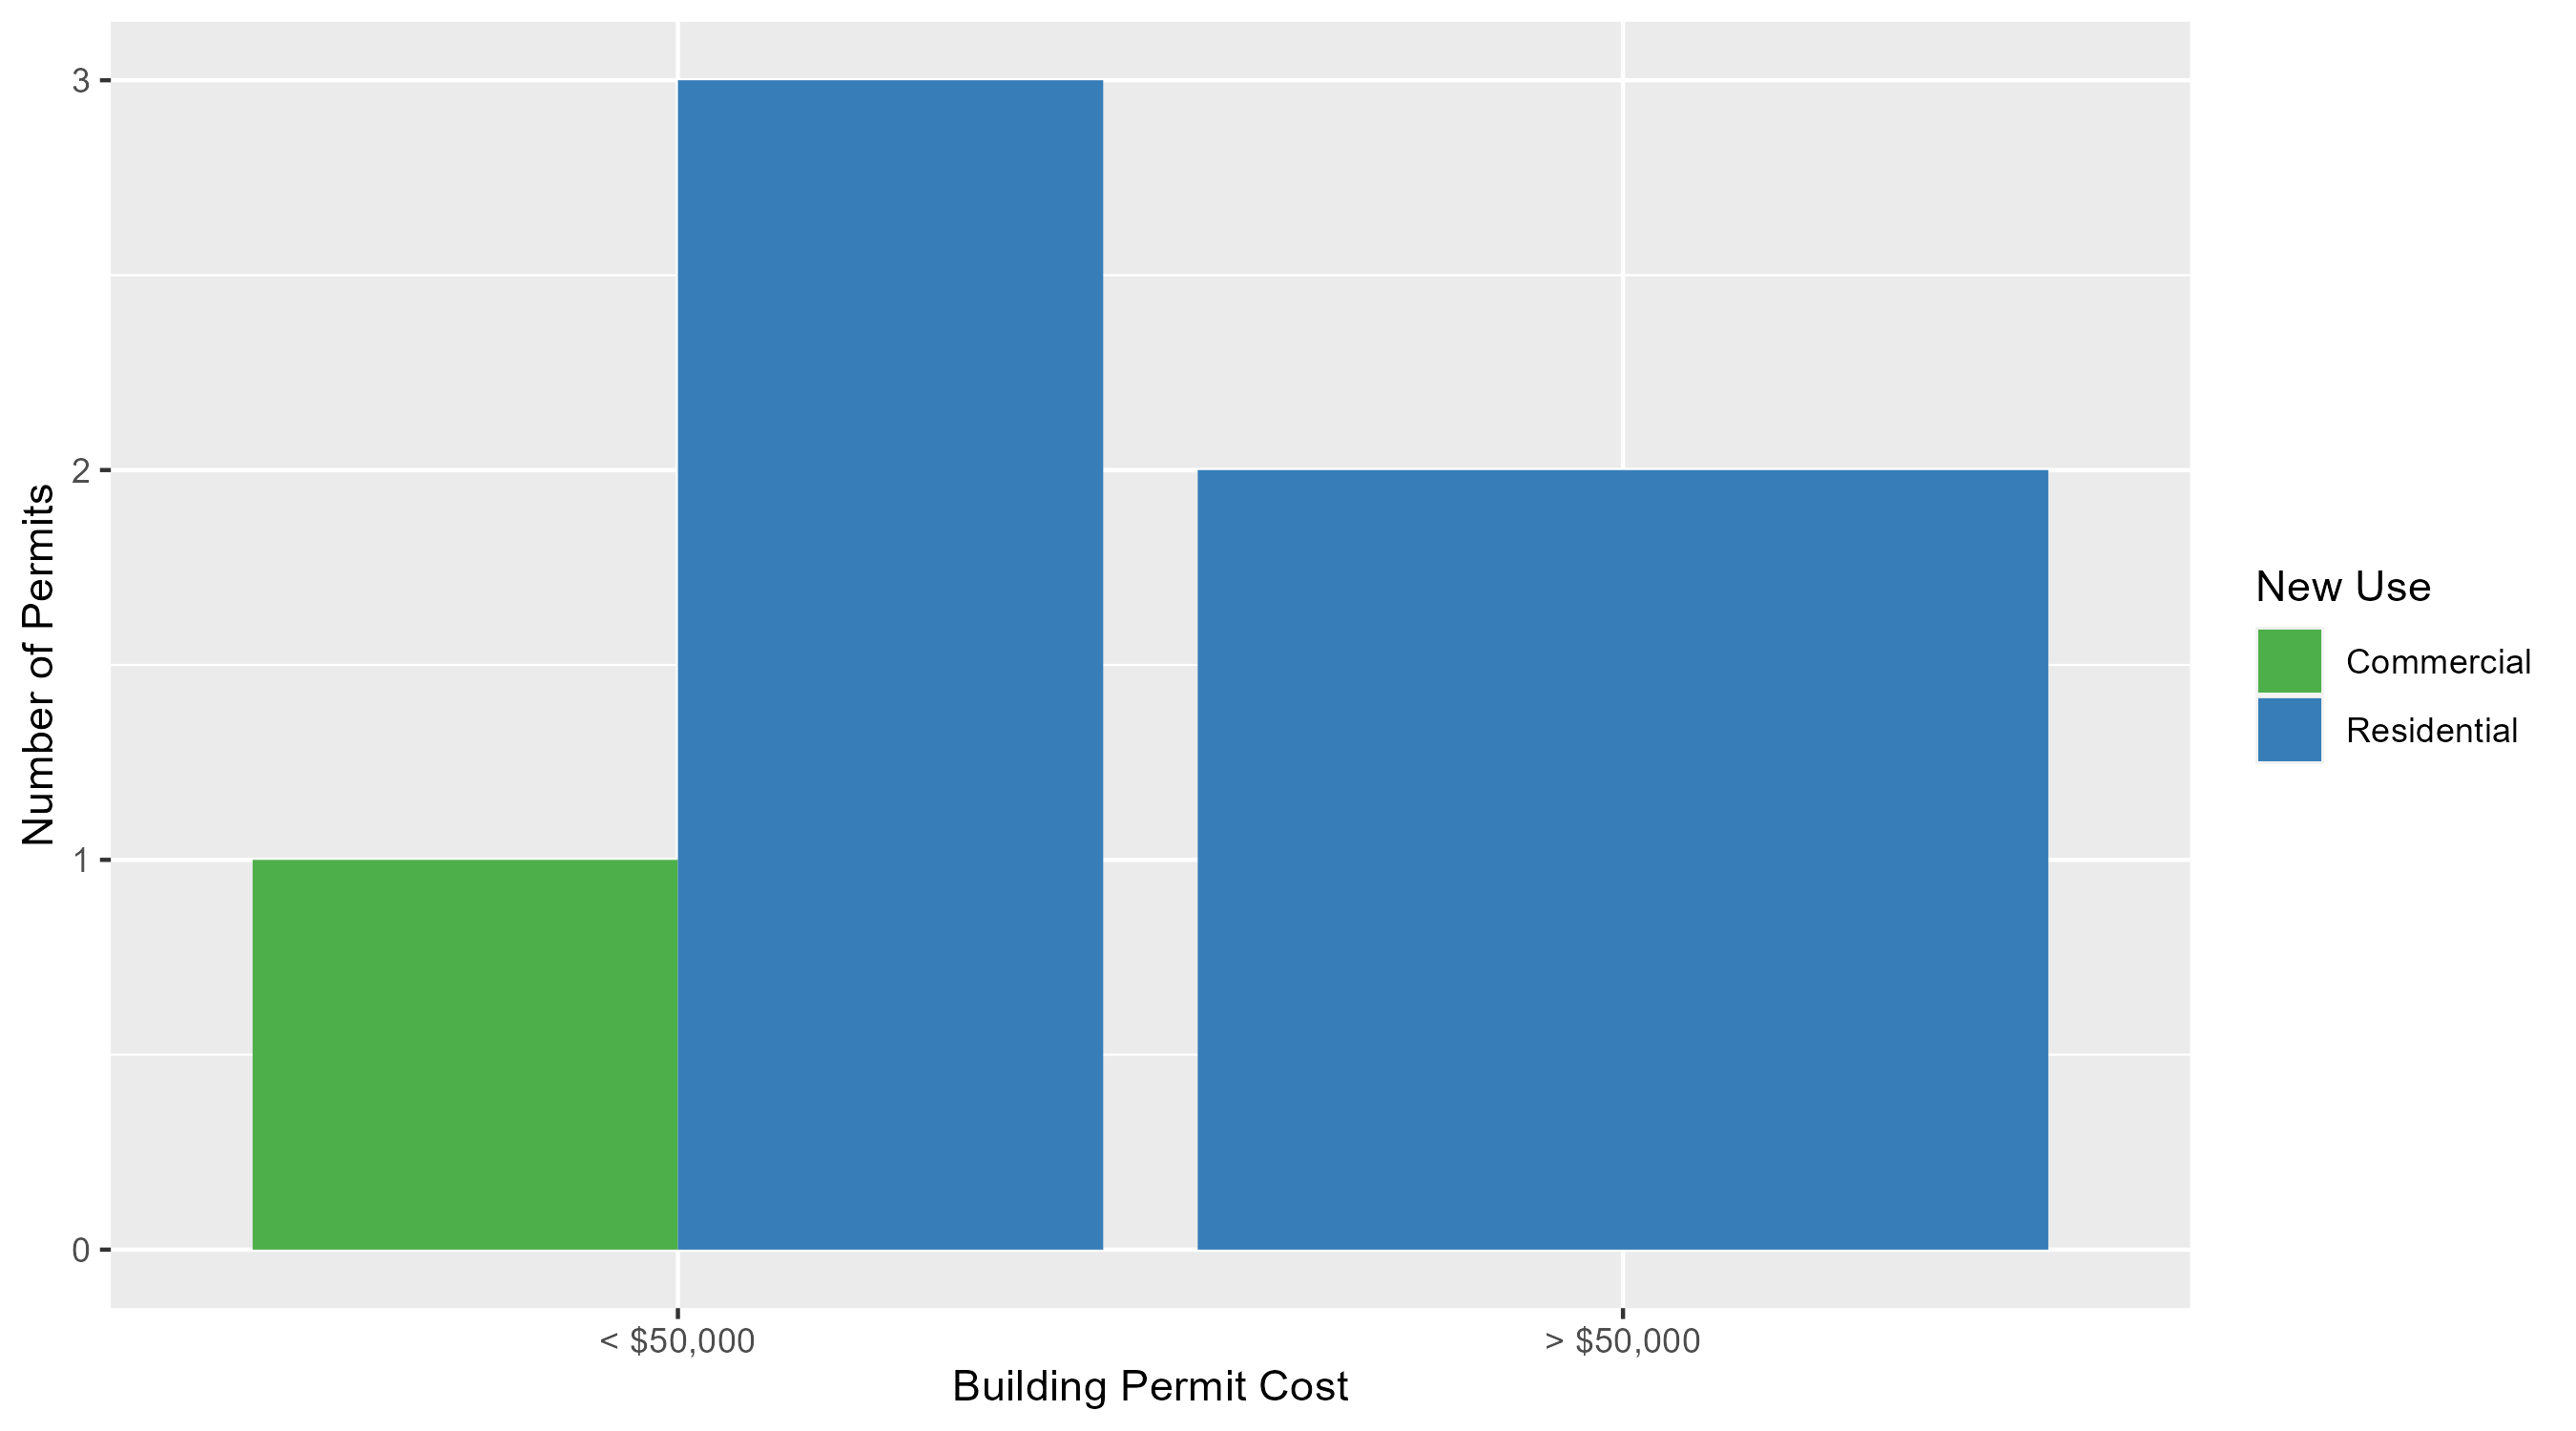 Number of Permits
3
2
1
0
< $50,000
> $50,000
Building Permit Cost
New Use
Commercial
Residential